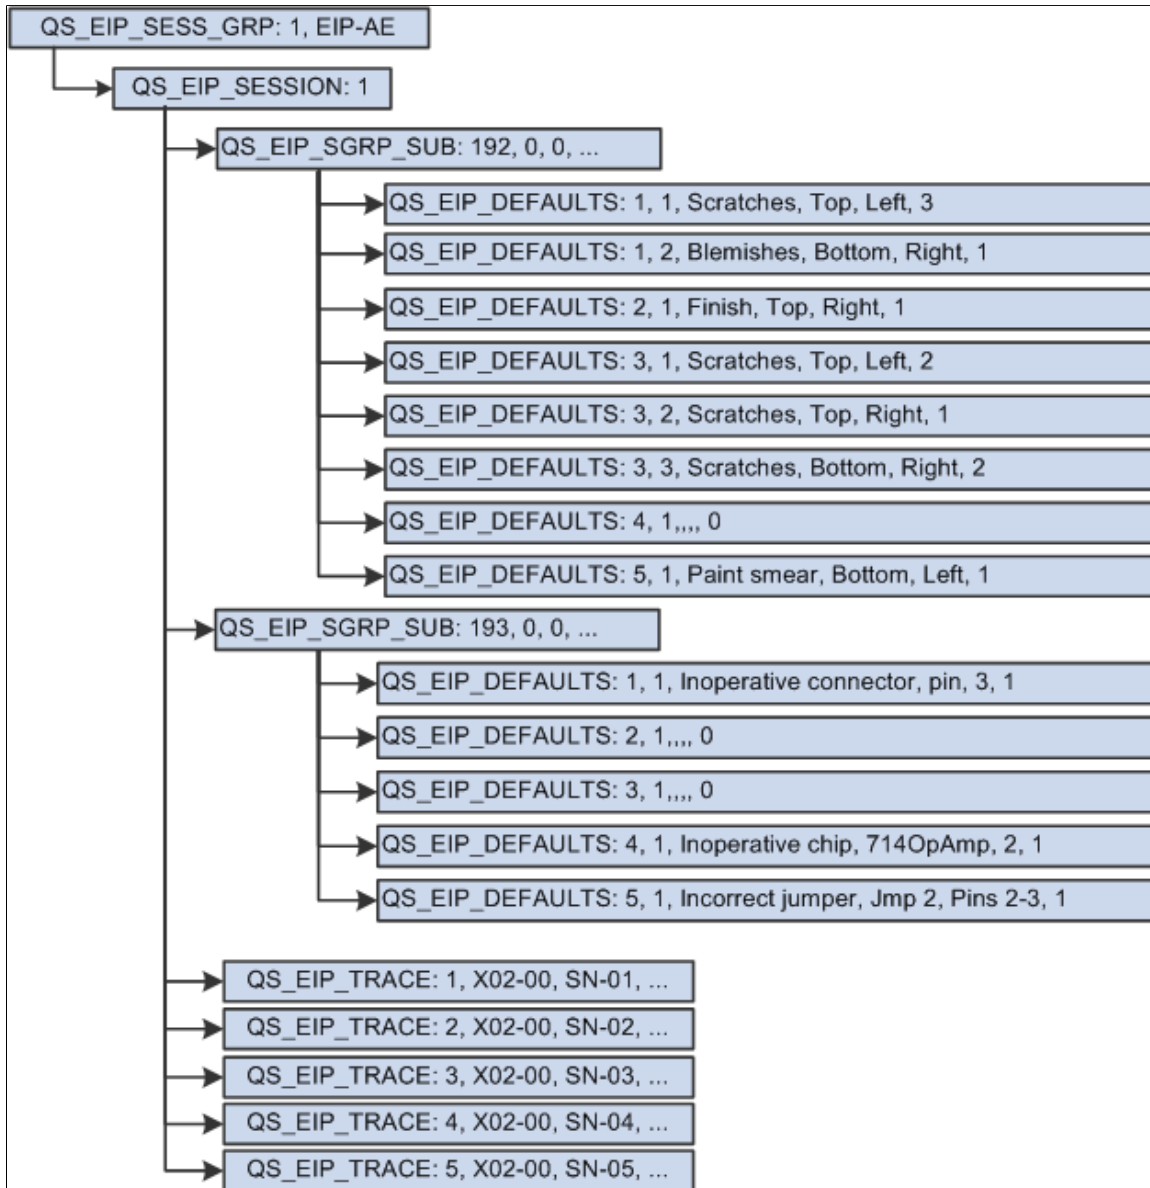 QS_EIP_SESS_GRP: 1, EIP-AE
QS_EIP_SESSION: 1
QS_EIP_SGRP_SUB: 192, 0, 0, ...
QS_EIP_DEFAULTS: 1, 1, Scratches, Top, Left, 3
QS_EIP_DEFAULTS: 1, 2, Blemishes, Bottom, Right, 1
QS_EIP_DEFAULTS: 2, 1, Finish, Top, Right, 1
QS_EIP_DEFAULTS: 3, 1, Scratches, Top, Left, 2
QS_EIP_DEFAULTS: 3, 2, Scratches, Top, Right, 1
QS_EIP_DEFAULTS: 3, 3, Scratches, Bottom, Right, 2
QS_EIP_DEFAULTS: 4, 1,,,, 0
QS_EIP_DEFAULTS: 5, 1, Paint smear, Bottom, Left, 1
QS_EIP_SGRP_SUB: 193, 0, 0, ...
QS_EIP_DEFAULTS: 1, 1, Inoperative connector, pin, 3, 1
QS_EIP_DEFAULTS: 2, 1,,,, 0
QS_EIP_DEFAULTS: 3, 1,,,, 0
QS_EIP_DEFAULTS: 4, 1, Inoperative chip, 714OpAmp, 2, 1
QS_EIP_DEFAULTS: 5, 1, Incorrect jumper, Jmp 2, Pins 2-3, 1
QS_EIP_TRACE: 1, X02-00, SN-01, ...
QS_EIP_TRACE: 2, X02-00, SN-02, ...
QS_EIP_TRACE: 3, X02-00, SN-03, ...
QS_EIP_TRACE: 4, X02-00, SN-04, ...
QS_EIP_TRACE: 5, X02-00, SN-05, ...